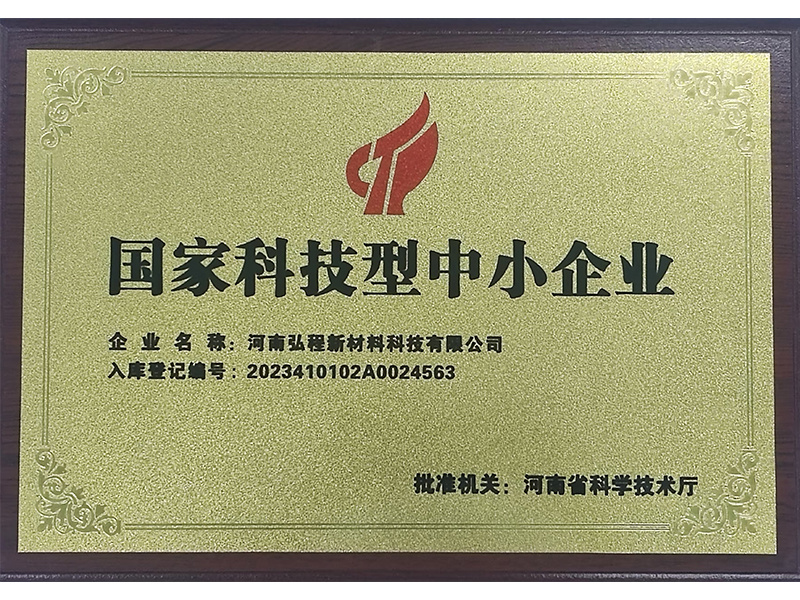 国家科技型中小企业
企业名称：河南弘程新材料科技有限公司
入库登记编号：2023410102A0024563
批准机关：河南省科学技术厅